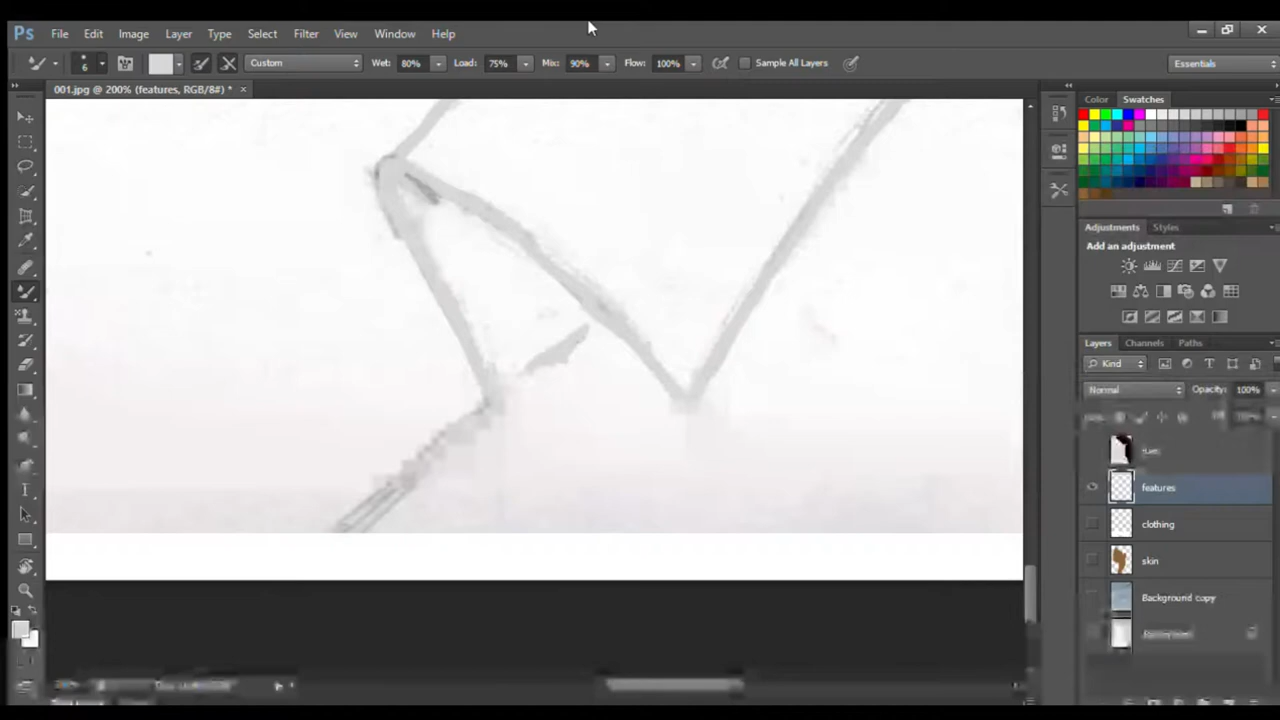 Ps File Edit Image Layer Type Select Filter View Window Help
6 Custom Wet: 80% Load: 75% Mix: 90% Flow: 100% Sample All Layers Essentials
001.jpg @ 200% (features, RGB/8#) * ×
Color Swatches
Adjustments Styles
Add an adjustment
Layers Channels Paths
Kind
Normal Opacity: 100%
features
clothing
skin
Background copy